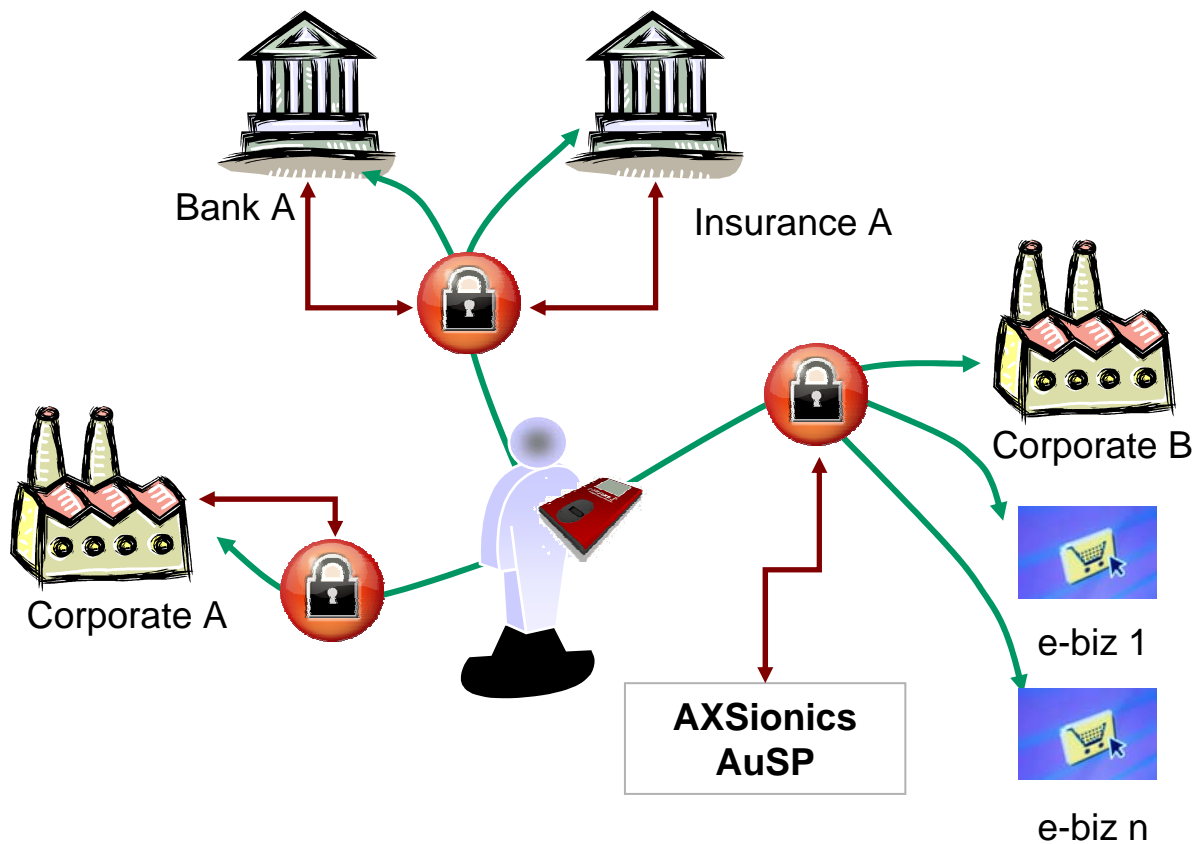 Bank A
Insurance A
Corporate B
Corporate A
e-biz 1
AXSionics
AuSP
e-biz n